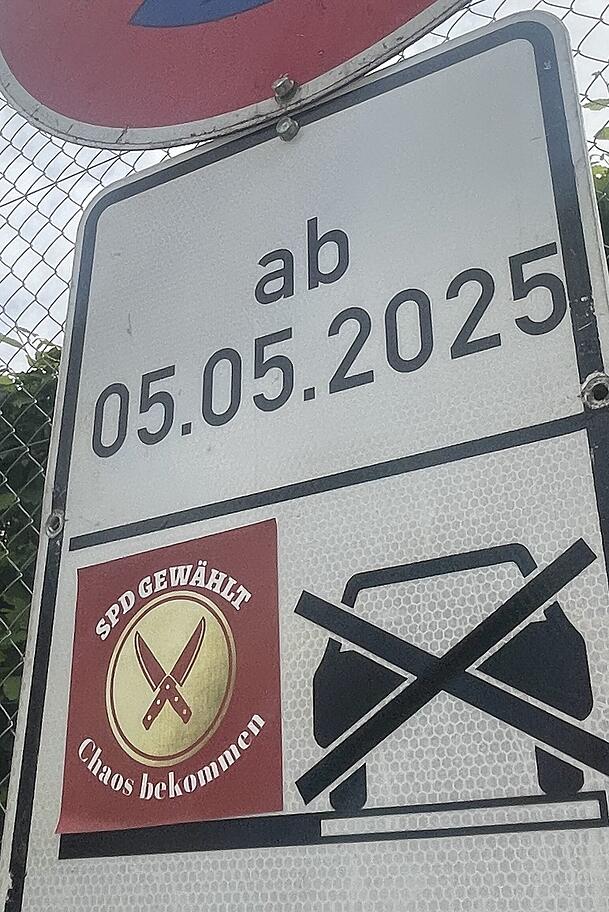 ab
05.05.2025
SPD GEWÄHLT
Chaos bekommen